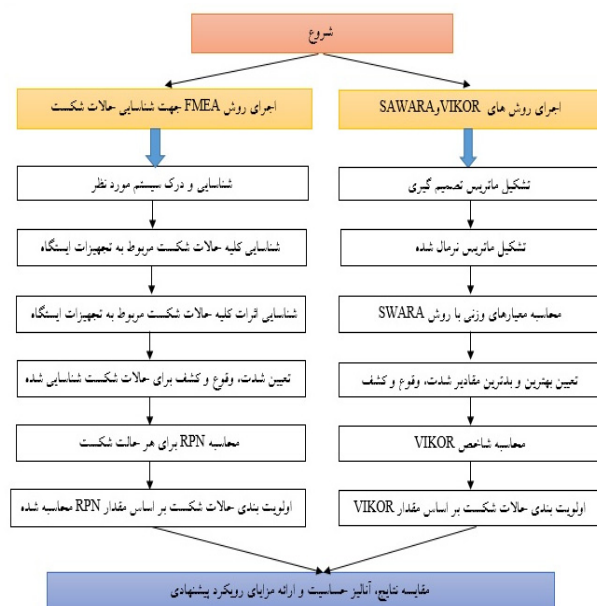 شروع
اجرای روش های VIKOR وSAWARA
تشکیل ماتریس تصمیم گیری
تشکیل ماتریس نرمال شده
محاسبه معیارهای وزنی با روش SWARA
تعیین بهترین و بدترین مقادیر شدت، وقوع و کشف
محاسبه شاخص VIKOR
اولویت بندی حالات شکست بر اساس مقدار VIKOR
اجرای روش FMEA جهت شناسایی حالات شکست
شناسایی و درک سیستم مورد نظر
شناسایی کلیه حالات شکست مربوط به تجهیزات ایستگاه
شناسایی اثرات کلیه حالات شکست مربوط به تجهیزات ایستگاه
تعیین شدت، وقوع و کشف برای حالات شکست شناسایی شده
محاسبه RPN برای هر حالت شکست
اولویت بندی حالات شکست بر اساس مقدار RPN محاسبه شده
مقایسه نتایج، آنالیز حساسیت و ارائه مزایای رویکرد پیشنهادی